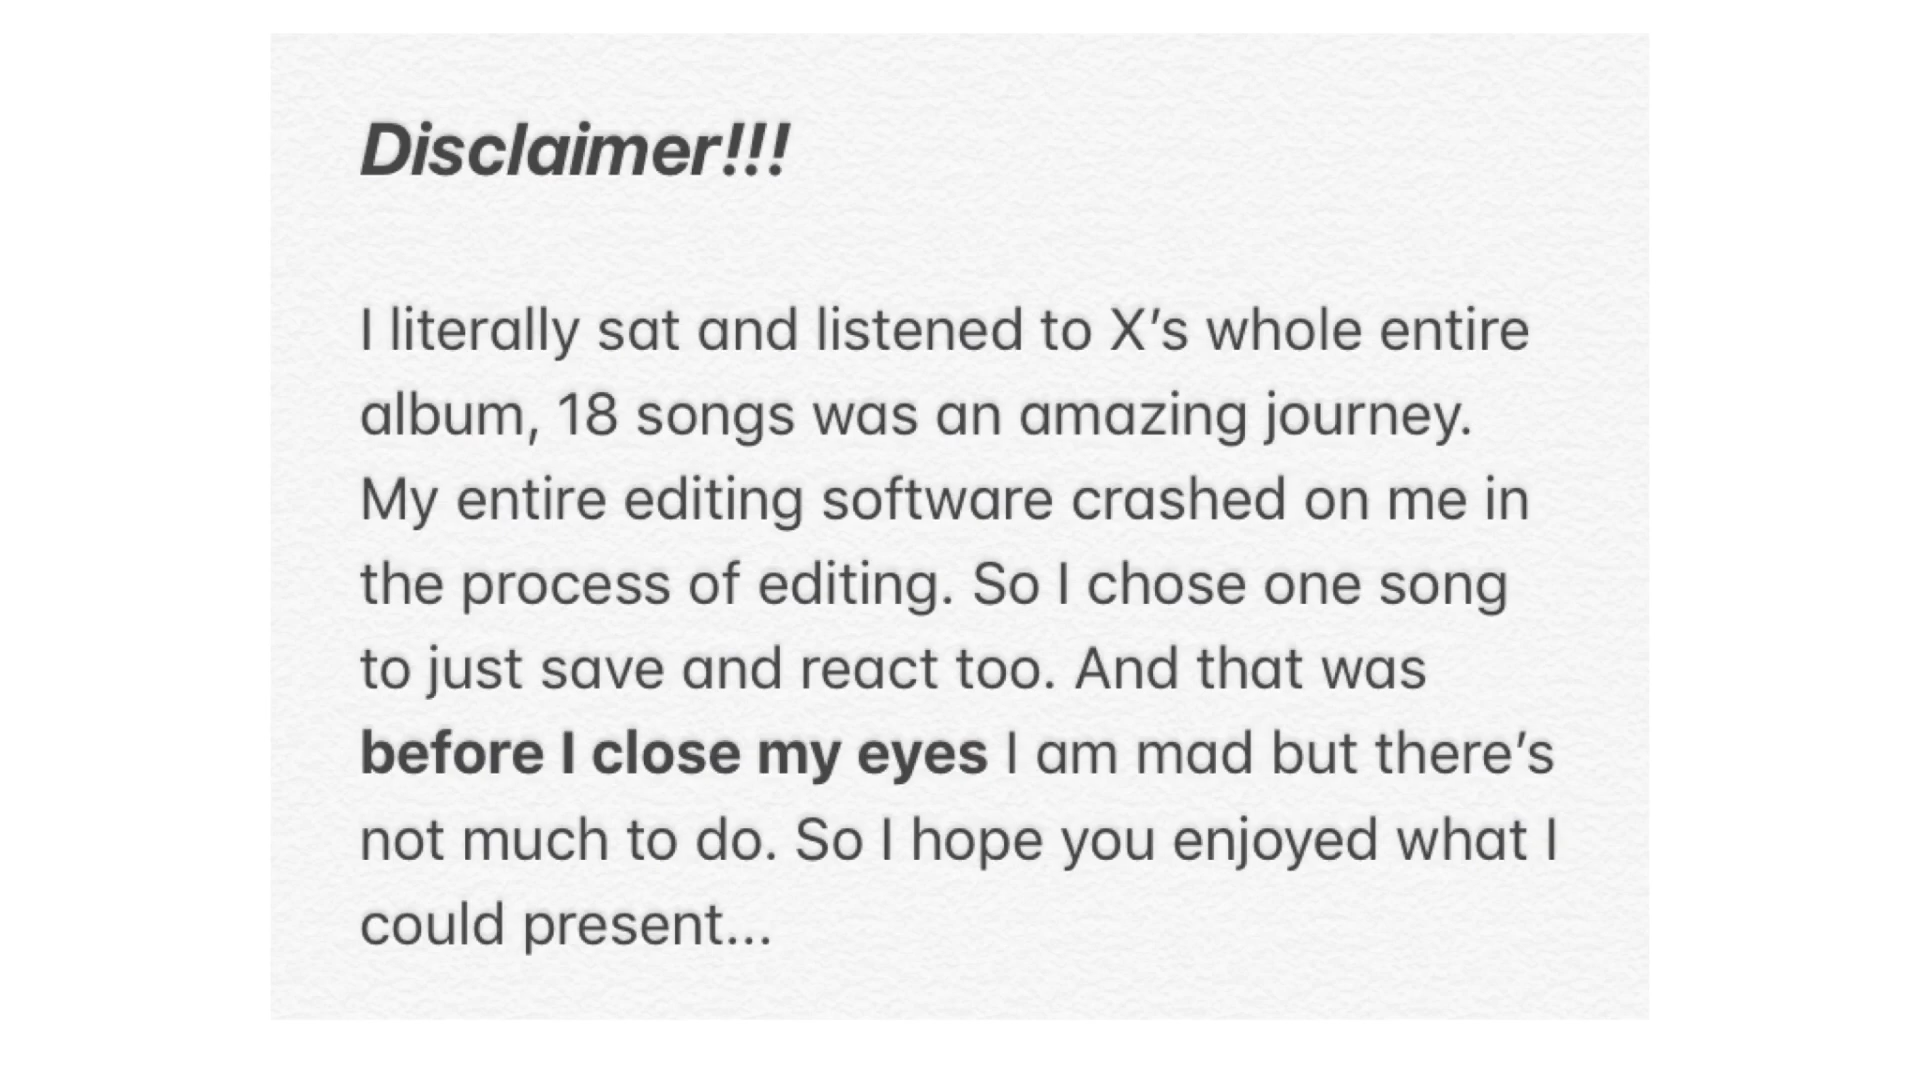 Disclaimer!!!
I literally sat and listened to X’s whole entire
album, 18 songs was an amazing journey.
My entire editing software crashed on me in
the process of editing. So I chose one song
to just save and react too. And that was
before I close my eyes I am mad but there’s
not much to do. So I hope you enjoyed what I
could present...